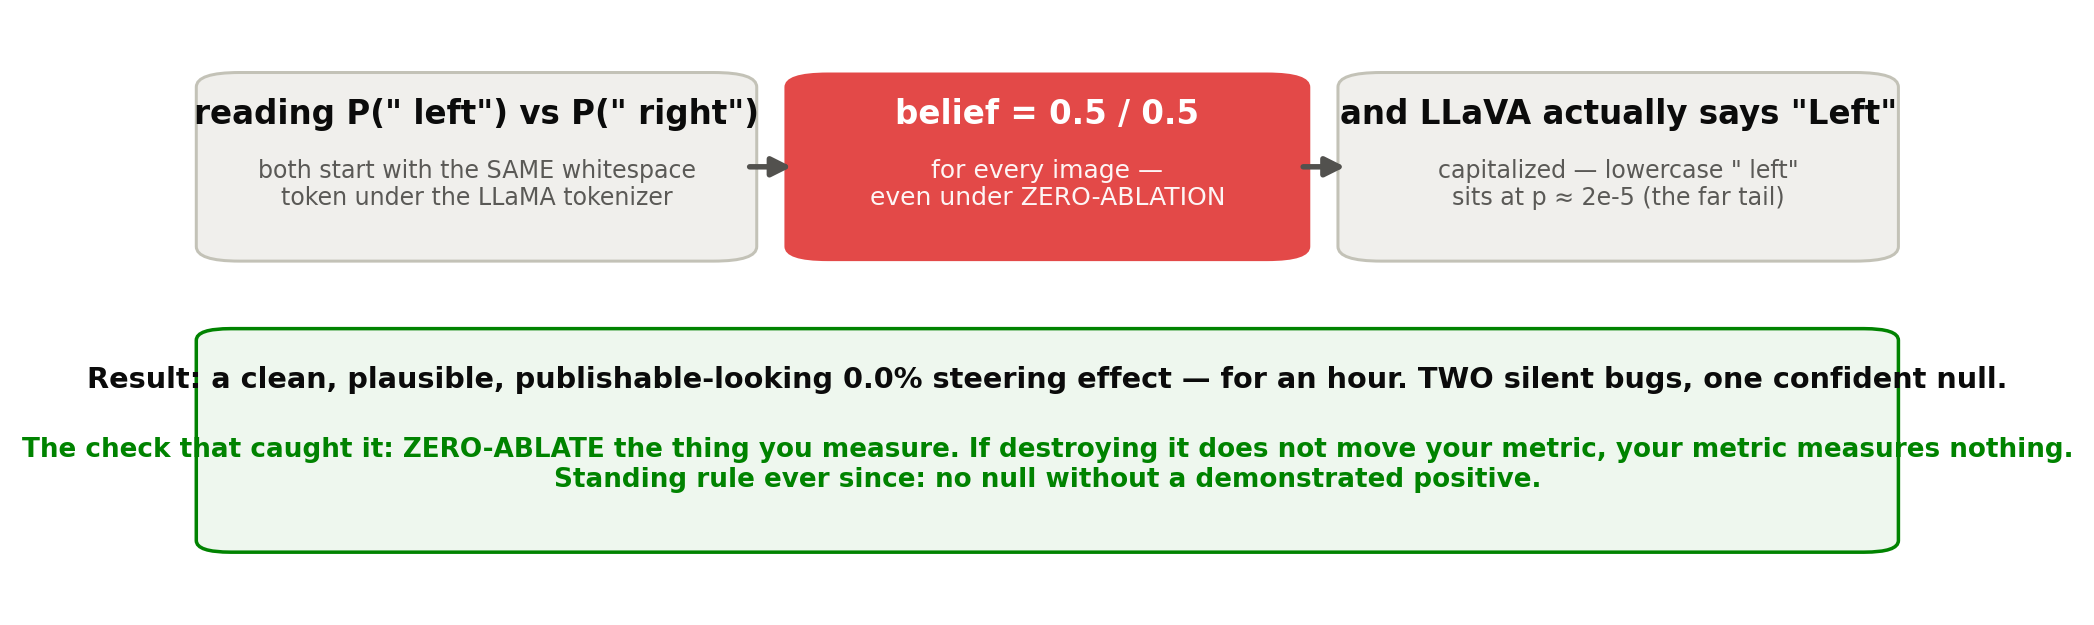 reading P(" left") vs P(" right")
both start with the SAME whitespace
token under the LLaMA tokenizer
belief = 0.5 / 0.5
for every image —
even under ZERO-ABLATION
and LLaVA actually says "Left"
capitalized — lowercase " left"
sits at p ≈ 2e-5 (the far tail)
Result: a clean, plausible, publishable-looking 0.0% steering effect — for an hour. TWO silent bugs, one confident null.
The check that caught it: ZERO-ABLATE the thing you measure. If destroying it does not move your metric, your metric measures nothing.
Standing rule ever since: no null without a demonstrated positive.